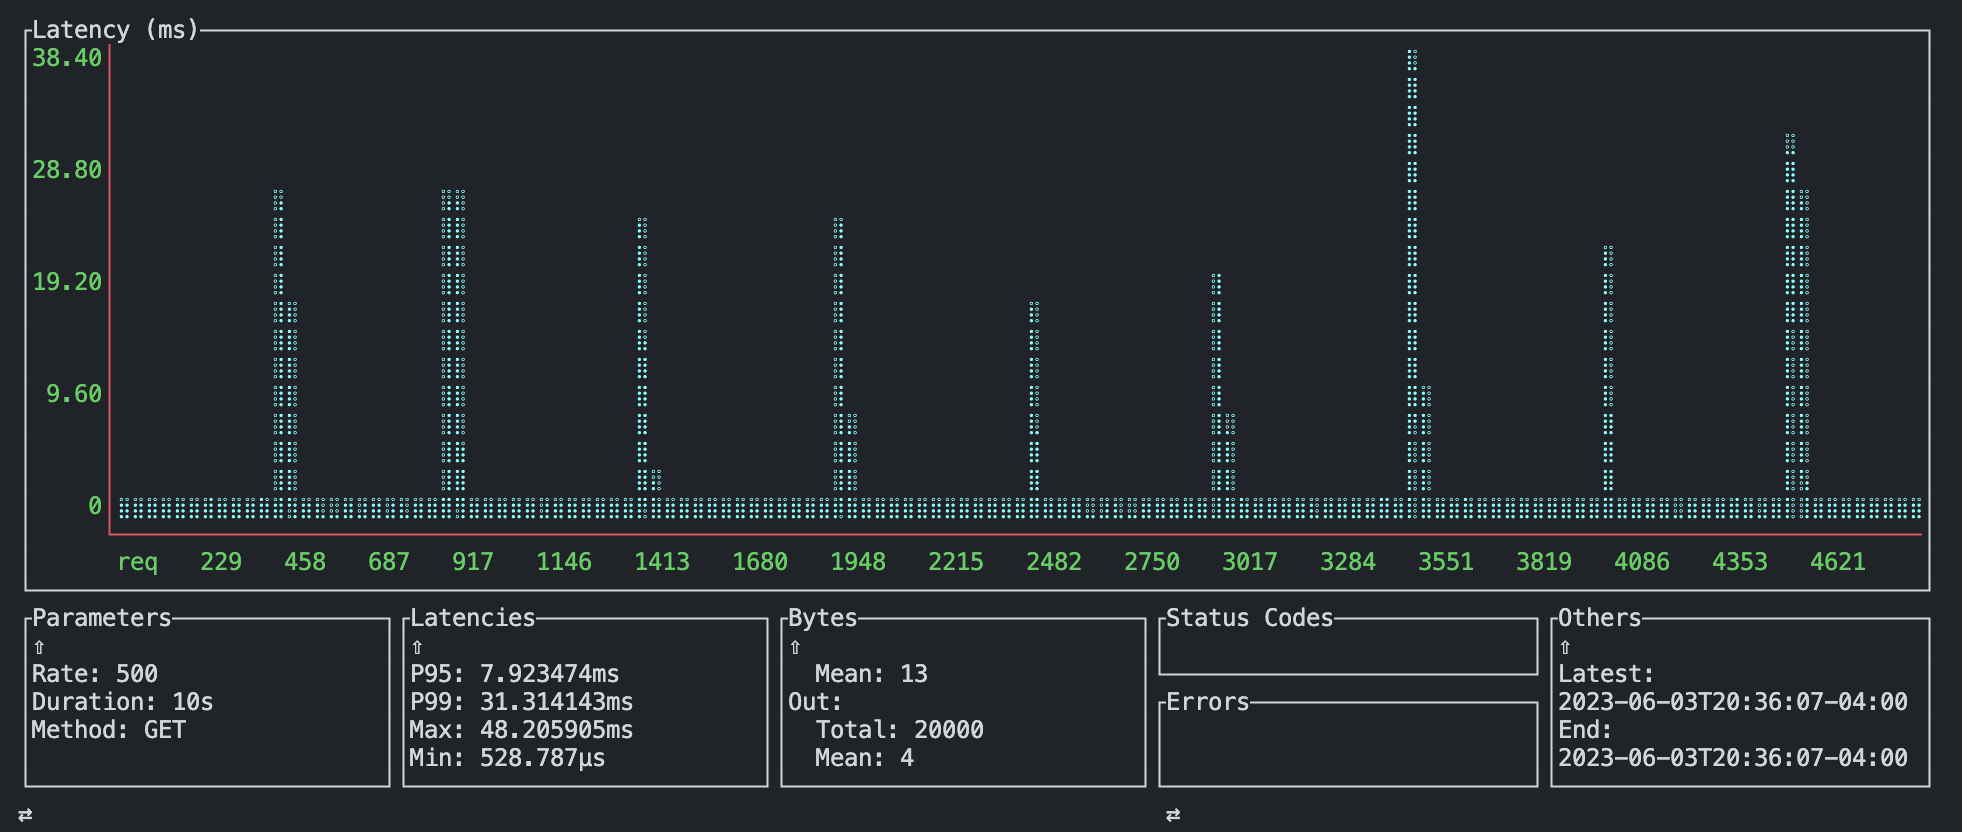 Latency (ms)
38.40
28.80
19.20
9.60
0
req 229 458 687 917 1146 1413 1680 1948 2215 2482 2750 3017 3284 3551 3819 4086 4353 4621
Parameters
⇧
Rate: 500
Duration: 10s
Method: GET
Latencies
⇧
P95: 7.923474ms
P99: 31.314143ms
Max: 48.205905ms
Min: 528.787µs
Bytes
⇧
Mean: 13
Out:
Total: 20000
Mean: 4
Status Codes
Errors
Others
⇧
Latest:
2023-06-03T20:36:07-04:00
End:
2023-06-03T20:36:07-04:00
⇄ ⇄